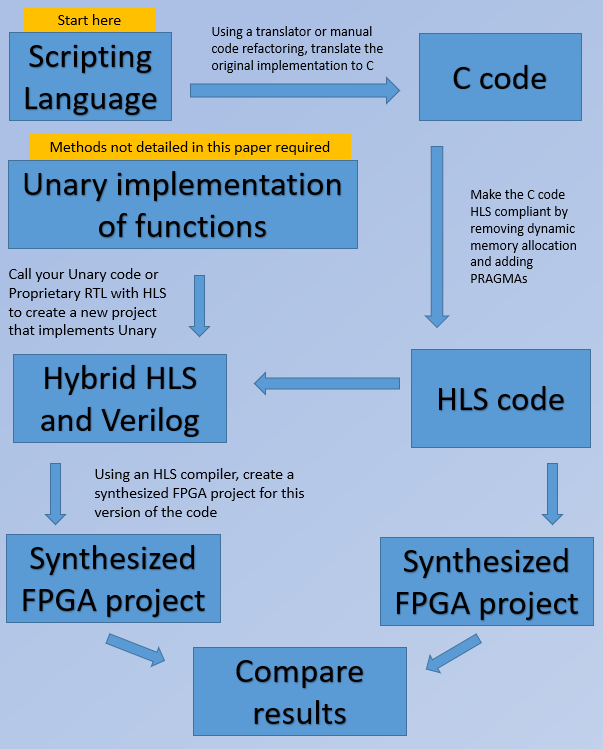 Start here
Scripting
Language
Using a translator or manual
code refactoring, translate the
original implementation to C
C code
Methods not detailed in this paper required
Unary implementation
of functions
Make the C code
HLS compliant by
removing dynamic
memory allocation
and adding
PRAGMAs
Call your Unary code or
Proprietary RTL with HLS
to create a new project
that implements Unary
Hybrid HLS
and Verilog
HLS code
Using an HLS compiler, create a
synthesized FPGA project for this
version of the code
Synthesized
FPGA project
Synthesized
FPGA project
Compare
results